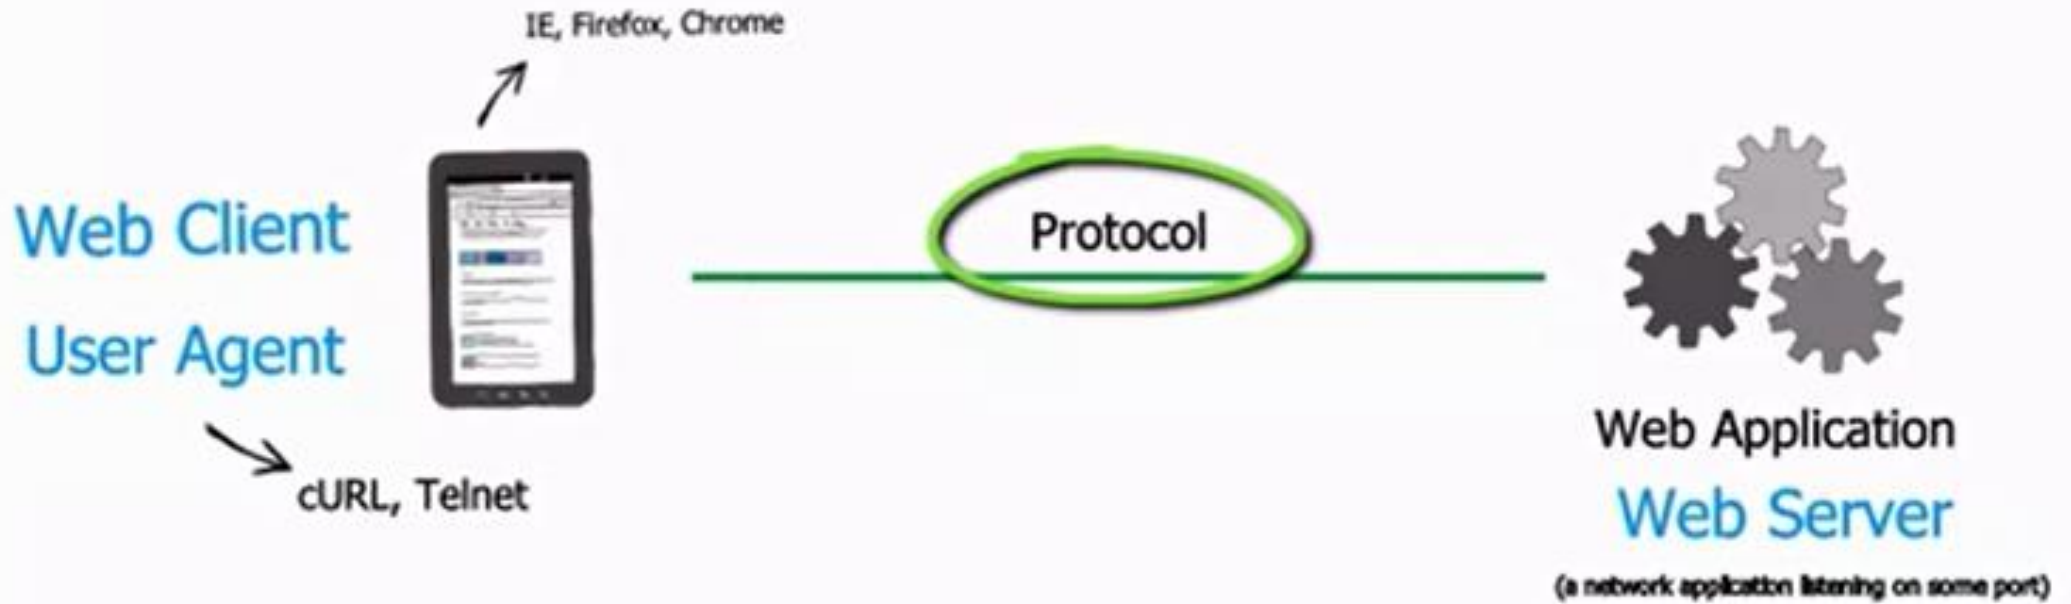 IE, Firefox, Chrome
Web Client
User Agent
cURL, Telnet
Protocol
Web Application
Web Server
(a network application listening on some port)